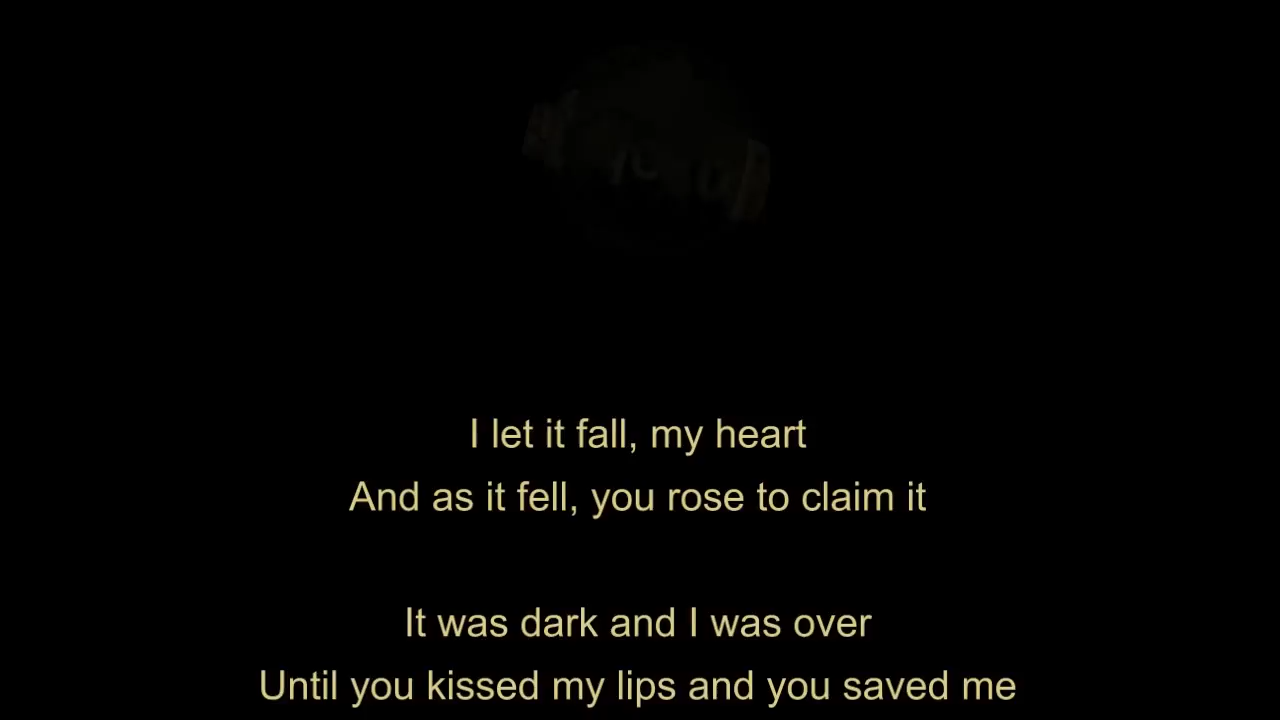 I let it fall, my heart
And as it fell, you rose to claim it
It was dark and I was over
Until you kissed my lips and you saved me